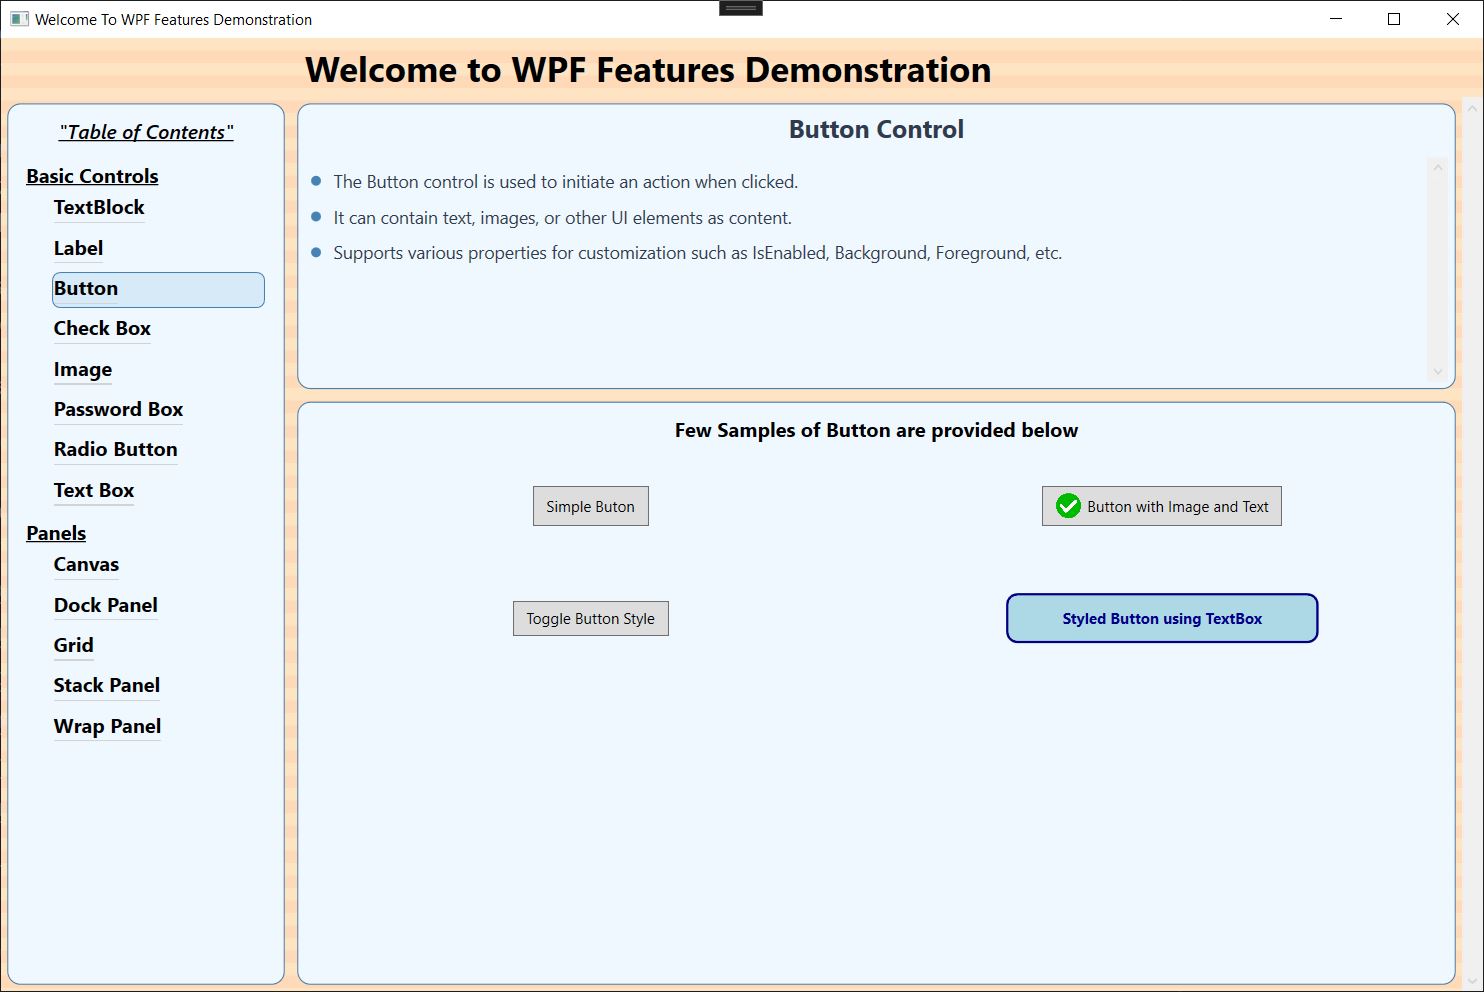 Welcome To WPF Features Demonstration
Welcome to WPF Features Demonstration
"Table of Contents"
Basic Controls
TextBlock
Label
Button
Check Box
Image
Password Box
Radio Button
Text Box
Panels
Canvas
Dock Panel
Grid
Stack Panel
Wrap Panel
Button Control
The Button control is used to initiate an action when clicked.
It can contain text, images, or other UI elements as content.
Supports various properties for customization such as IsEnabled, Background, Foreground, etc.
Few Samples of Button are provided below
Simple Buton
Button with Image and Text
Toggle Button Style
Styled Button using TextBox